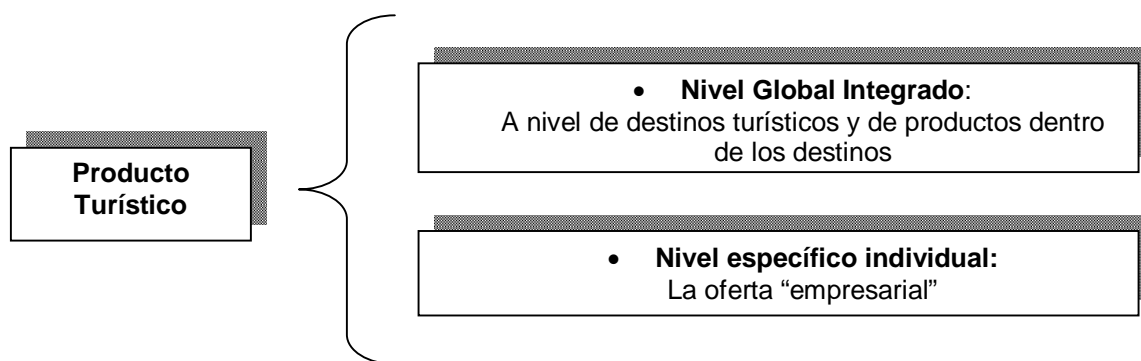 Producto
Turístico
• Nivel Global Integrado:
A nivel de destinos turísticos y de productos dentro
de los destinos
• Nivel específico individual:
La oferta “empresarial”